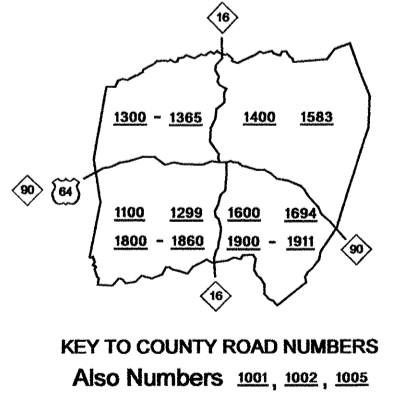 16
1300 - 1365 1400 1583
90 64
1100 1299 1600 1694
1800 - 1860 1900 - 1911
90
16
KEY TO COUNTY ROAD NUMBERS
Also Numbers 1001, 1002, 1005